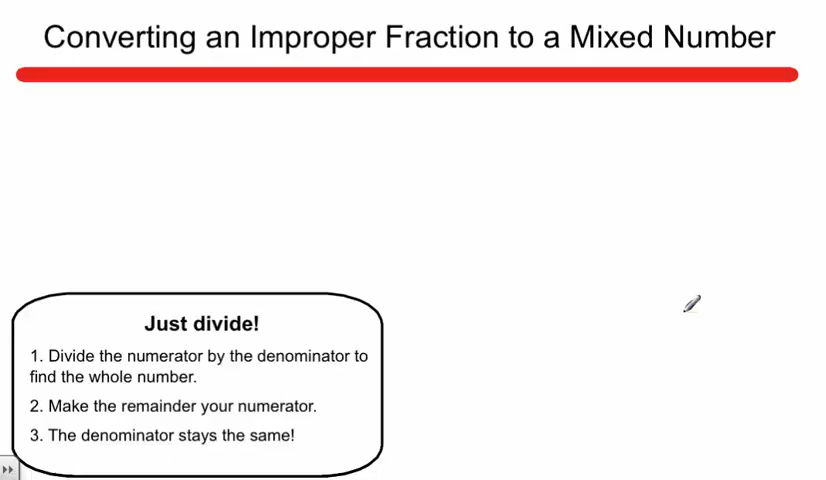 Converting an Improper Fraction to a Mixed Number
Just divide!
1. Divide the numerator by the denominator to
find the whole number.
2. Make the remainder your numerator.
3. The denominator stays the same!